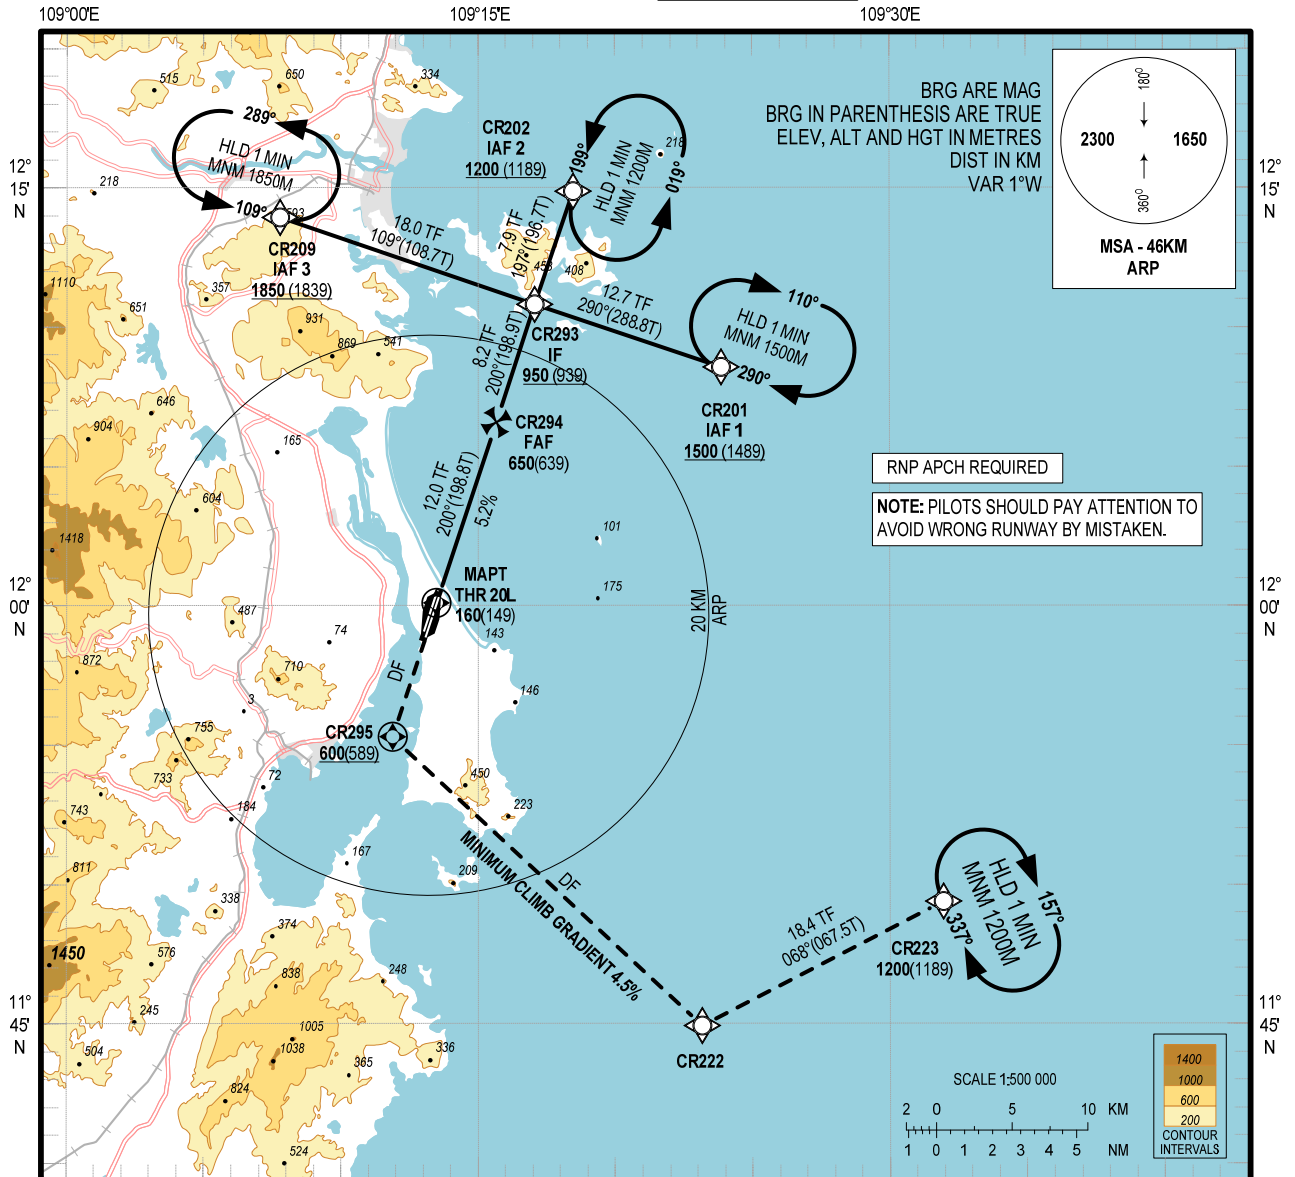 109°00'E
109°15'E
109°30'E
BRG ARE MAG
BRG IN PARENTHESIS ARE TRUE
ELEV, ALT AND HGT IN METRES
DIST IN KM
VAR 1°W
180°
2300
1650
360°
MSA - 46KM
ARP
12°
15'
N
12°
15'
N
515
650
334
218
289°
HLD 1 MIN
MNM 1850M
109°
593
CR209
IAF 3
1850 (1839)
18.0 TF
109°(108.7T)
CR202
IAF 2
1200 (1189)
199°
HLD 1 MIN
MNM 1200M
019°
218
7.9 TF
197°(196.7T)
453
408
12.7 TF
290°(288.8T)
110°
HLD 1 MIN
MNM 1500M
290°
CR201
IAF 1
1500 (1489)
CR293
IF
950 (939)
8.2 TF
200°(198.9T)
CR294
FAF
650(639)
12.0 TF
200°(198.8T)
5.2%
1110
651
357
931
869
541
646
904
165
604
1418
RNP APCH REQUIRED
NOTE: PILOTS SHOULD PAY ATTENTION TO
AVOID WRONG RUNWAY BY MISTAKEN.
101
175
12°
00'
N
12°
00'
N
MAPT
THR 20L
160(149)
20 KM
ARP
487
74
143
872
710
146
3
DF
755
733
CR295
600(589)
72
450
223
743
184
167
209
811
MINIMUM CLIMB GRADIENT 4.5%
DF
338
374
1450
576
838
248
245
1005
1038
504
365
336
824
524
HLD 1 MIN
MNM 1200M
157°
337°
CR223
1200(1189)
18.4 TF
068°(067.5T)
CR222
11°
45'
N
11°
45'
N
SCALE 1:500 000
2 0 5 10 KM
1 0 1 2 3 4 5 NM
1400
1000
600
200
CONTOUR
INTERVALS